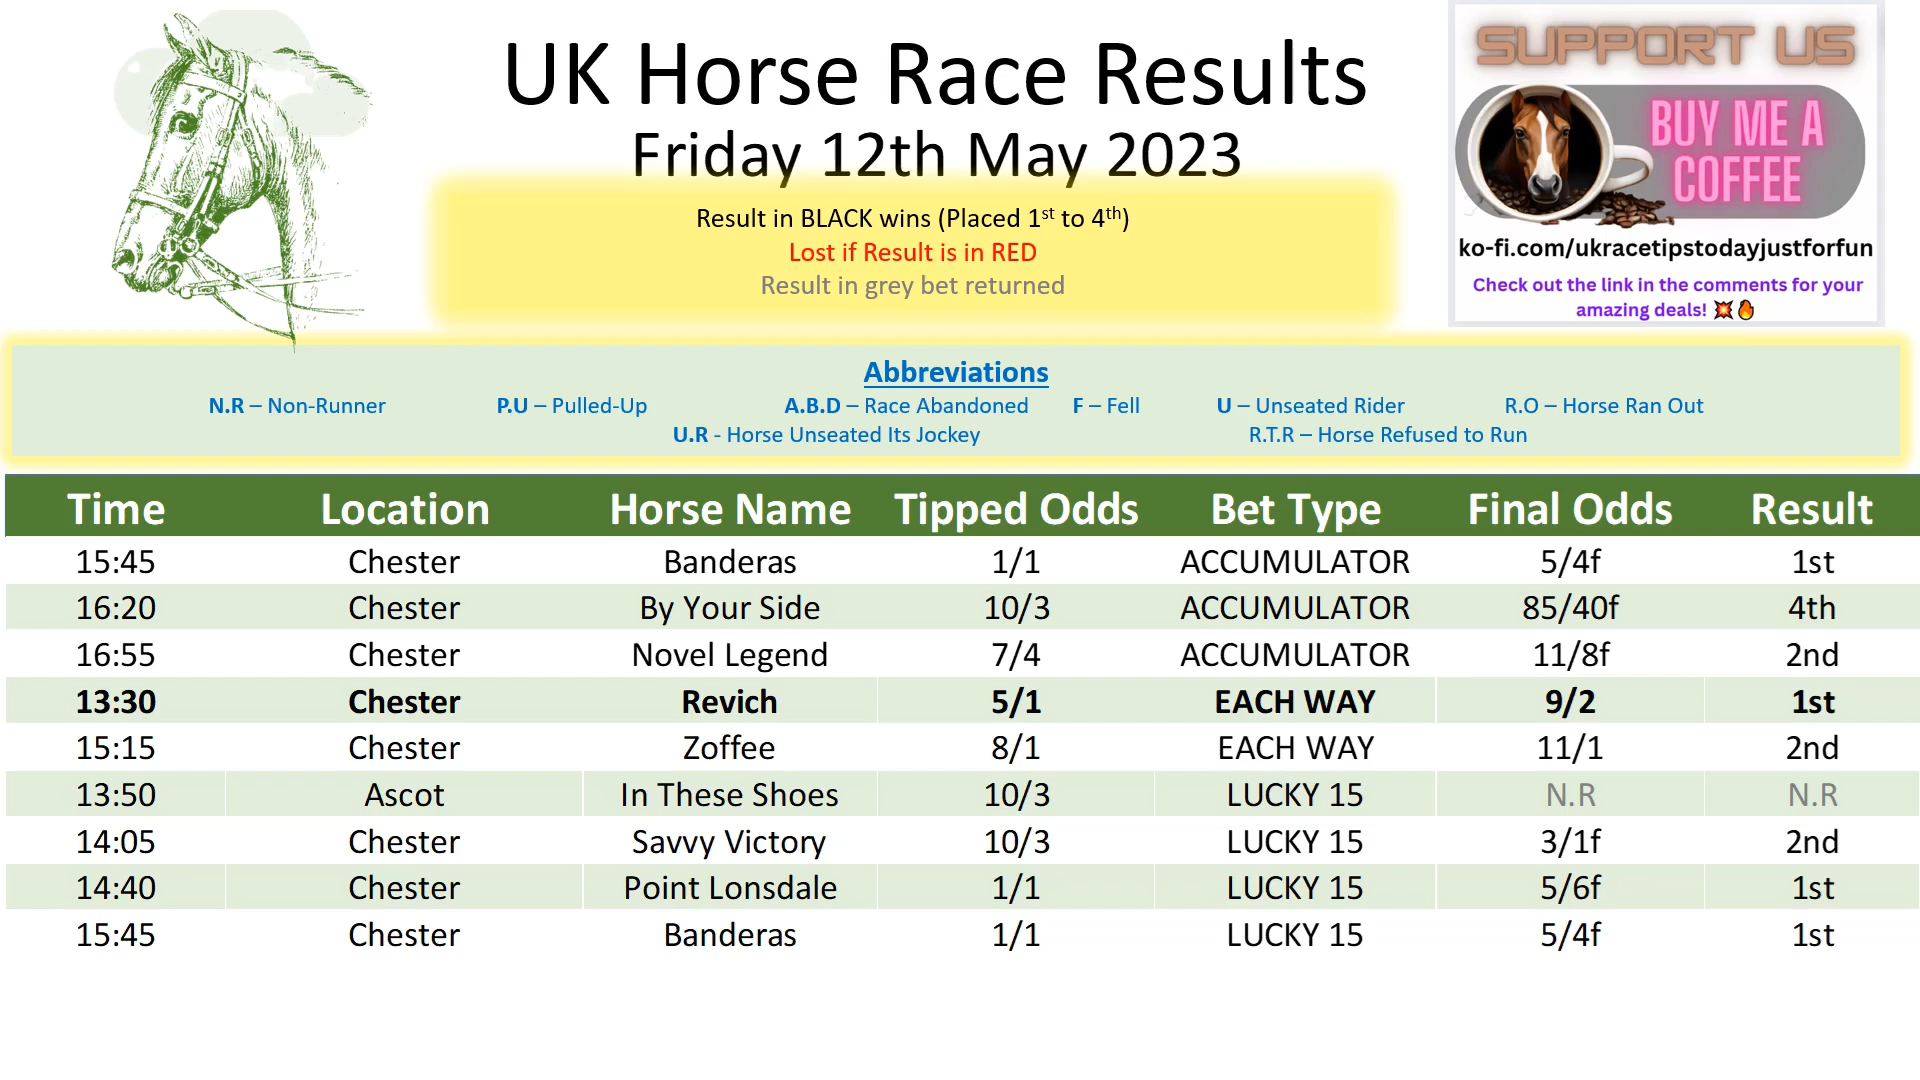 UK Horse Race Results
Friday 12th May 2023
Result in BLACK wins (Placed 1st to 4th)
Lost if Result is in RED
Result in grey bet returned
SUPPORT US
BUY ME A
COFFEE
ko-fi.com/ukracetipstodayjustforfun
Check out the link in the comments for your
amazing deals! 💥🔥
Abbreviations
N.R – Non-Runner P.U – Pulled-Up A.B.D – Race Abandoned F – Fell U – Unseated Rider R.O – Horse Ran Out
U.R - Horse Unseated Its Jockey R.T.R – Horse Refused to Run
Time Location Horse Name Tipped Odds Bet Type Final Odds Result
15:45 Chester Banderas 1/1 ACCUMULATOR 5/4f 1st
16:20 Chester By Your Side 10/3 ACCUMULATOR 85/40f 4th
16:55 Chester Novel Legend 7/4 ACCUMULATOR 11/8f 2nd
13:30 Chester Revich 5/1 EACH WAY 9/2 1st
15:15 Chester Zoffee 8/1 EACH WAY 11/1 2nd
13:50 Ascot In These Shoes 10/3 LUCKY 15 N.R N.R
14:05 Chester Savvy Victory 10/3 LUCKY 15 3/1f 2nd
14:40 Chester Point Lonsdale 1/1 LUCKY 15 5/6f 1st
15:45 Chester Banderas 1/1 LUCKY 15 5/4f 1st